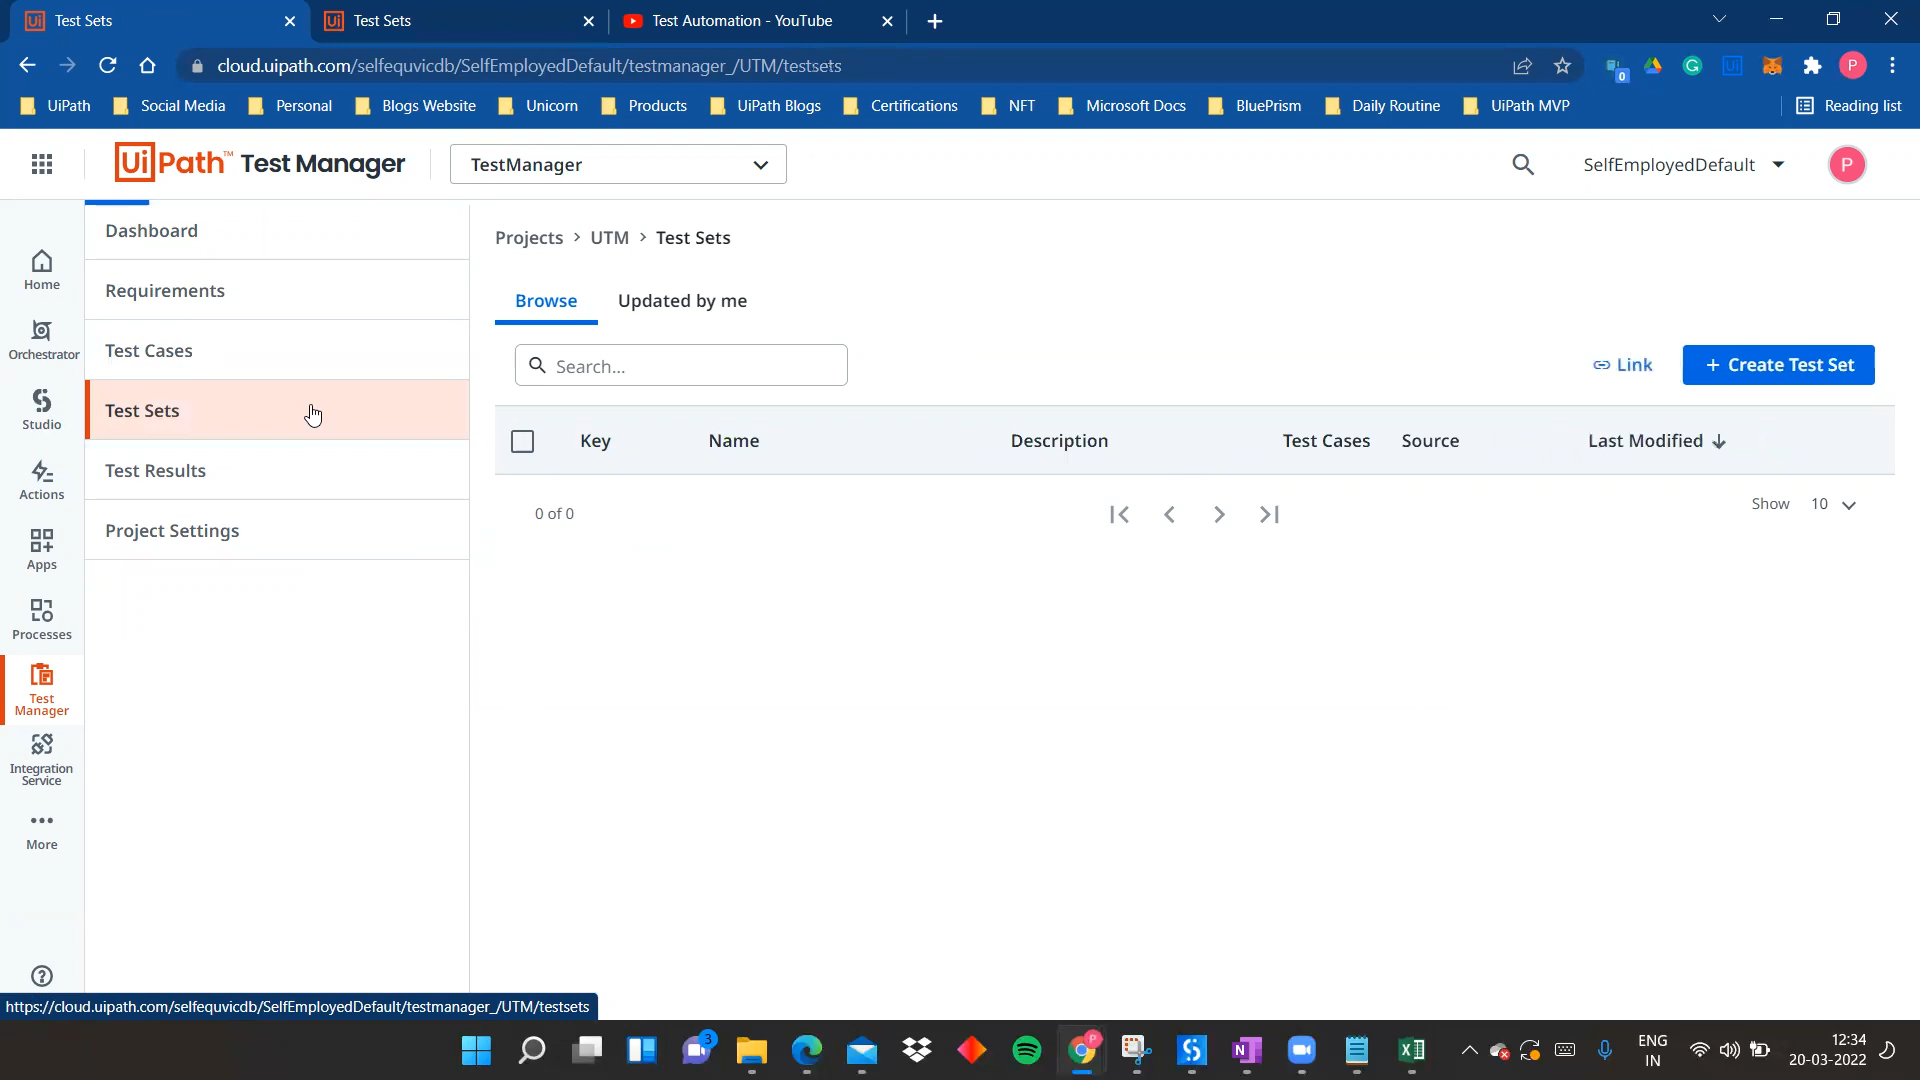 Test Sets
Test Sets
Test Automation - YouTube
cloud.uipath.com/selfequvicdb/SelfEmployedDefault/testmanager_/UTM/testsets
0
P
UiPath
Social Media
Personal
Blogs Website
Unicorn
Products
UiPath Blogs
Certifications
NFT
Microsoft Docs
BluePrism
Daily Routine
UiPath MVP
Reading list
UiPath™ Test Manager
TestManager
SelfEmployedDefault
P
Home
Orchestrator
Studio
Actions
Apps
Processes
Test
Manager
Integration
Service
More
Dashboard
Requirements
Test Cases
Test Sets
Test Results
Project Settings
Projects > UTM > Test Sets
Browse
Updated by me
Search...
Link
+ Create Test Set
Key
Name
Description
Test Cases
Source
Last Modified
0 of 0
Show 10
https://cloud.uipath.com/selfequvicdb/SelfEmployedDefault/testmanager_/UTM/testsets
3
P
ENG
IN
12:34
20-03-2022